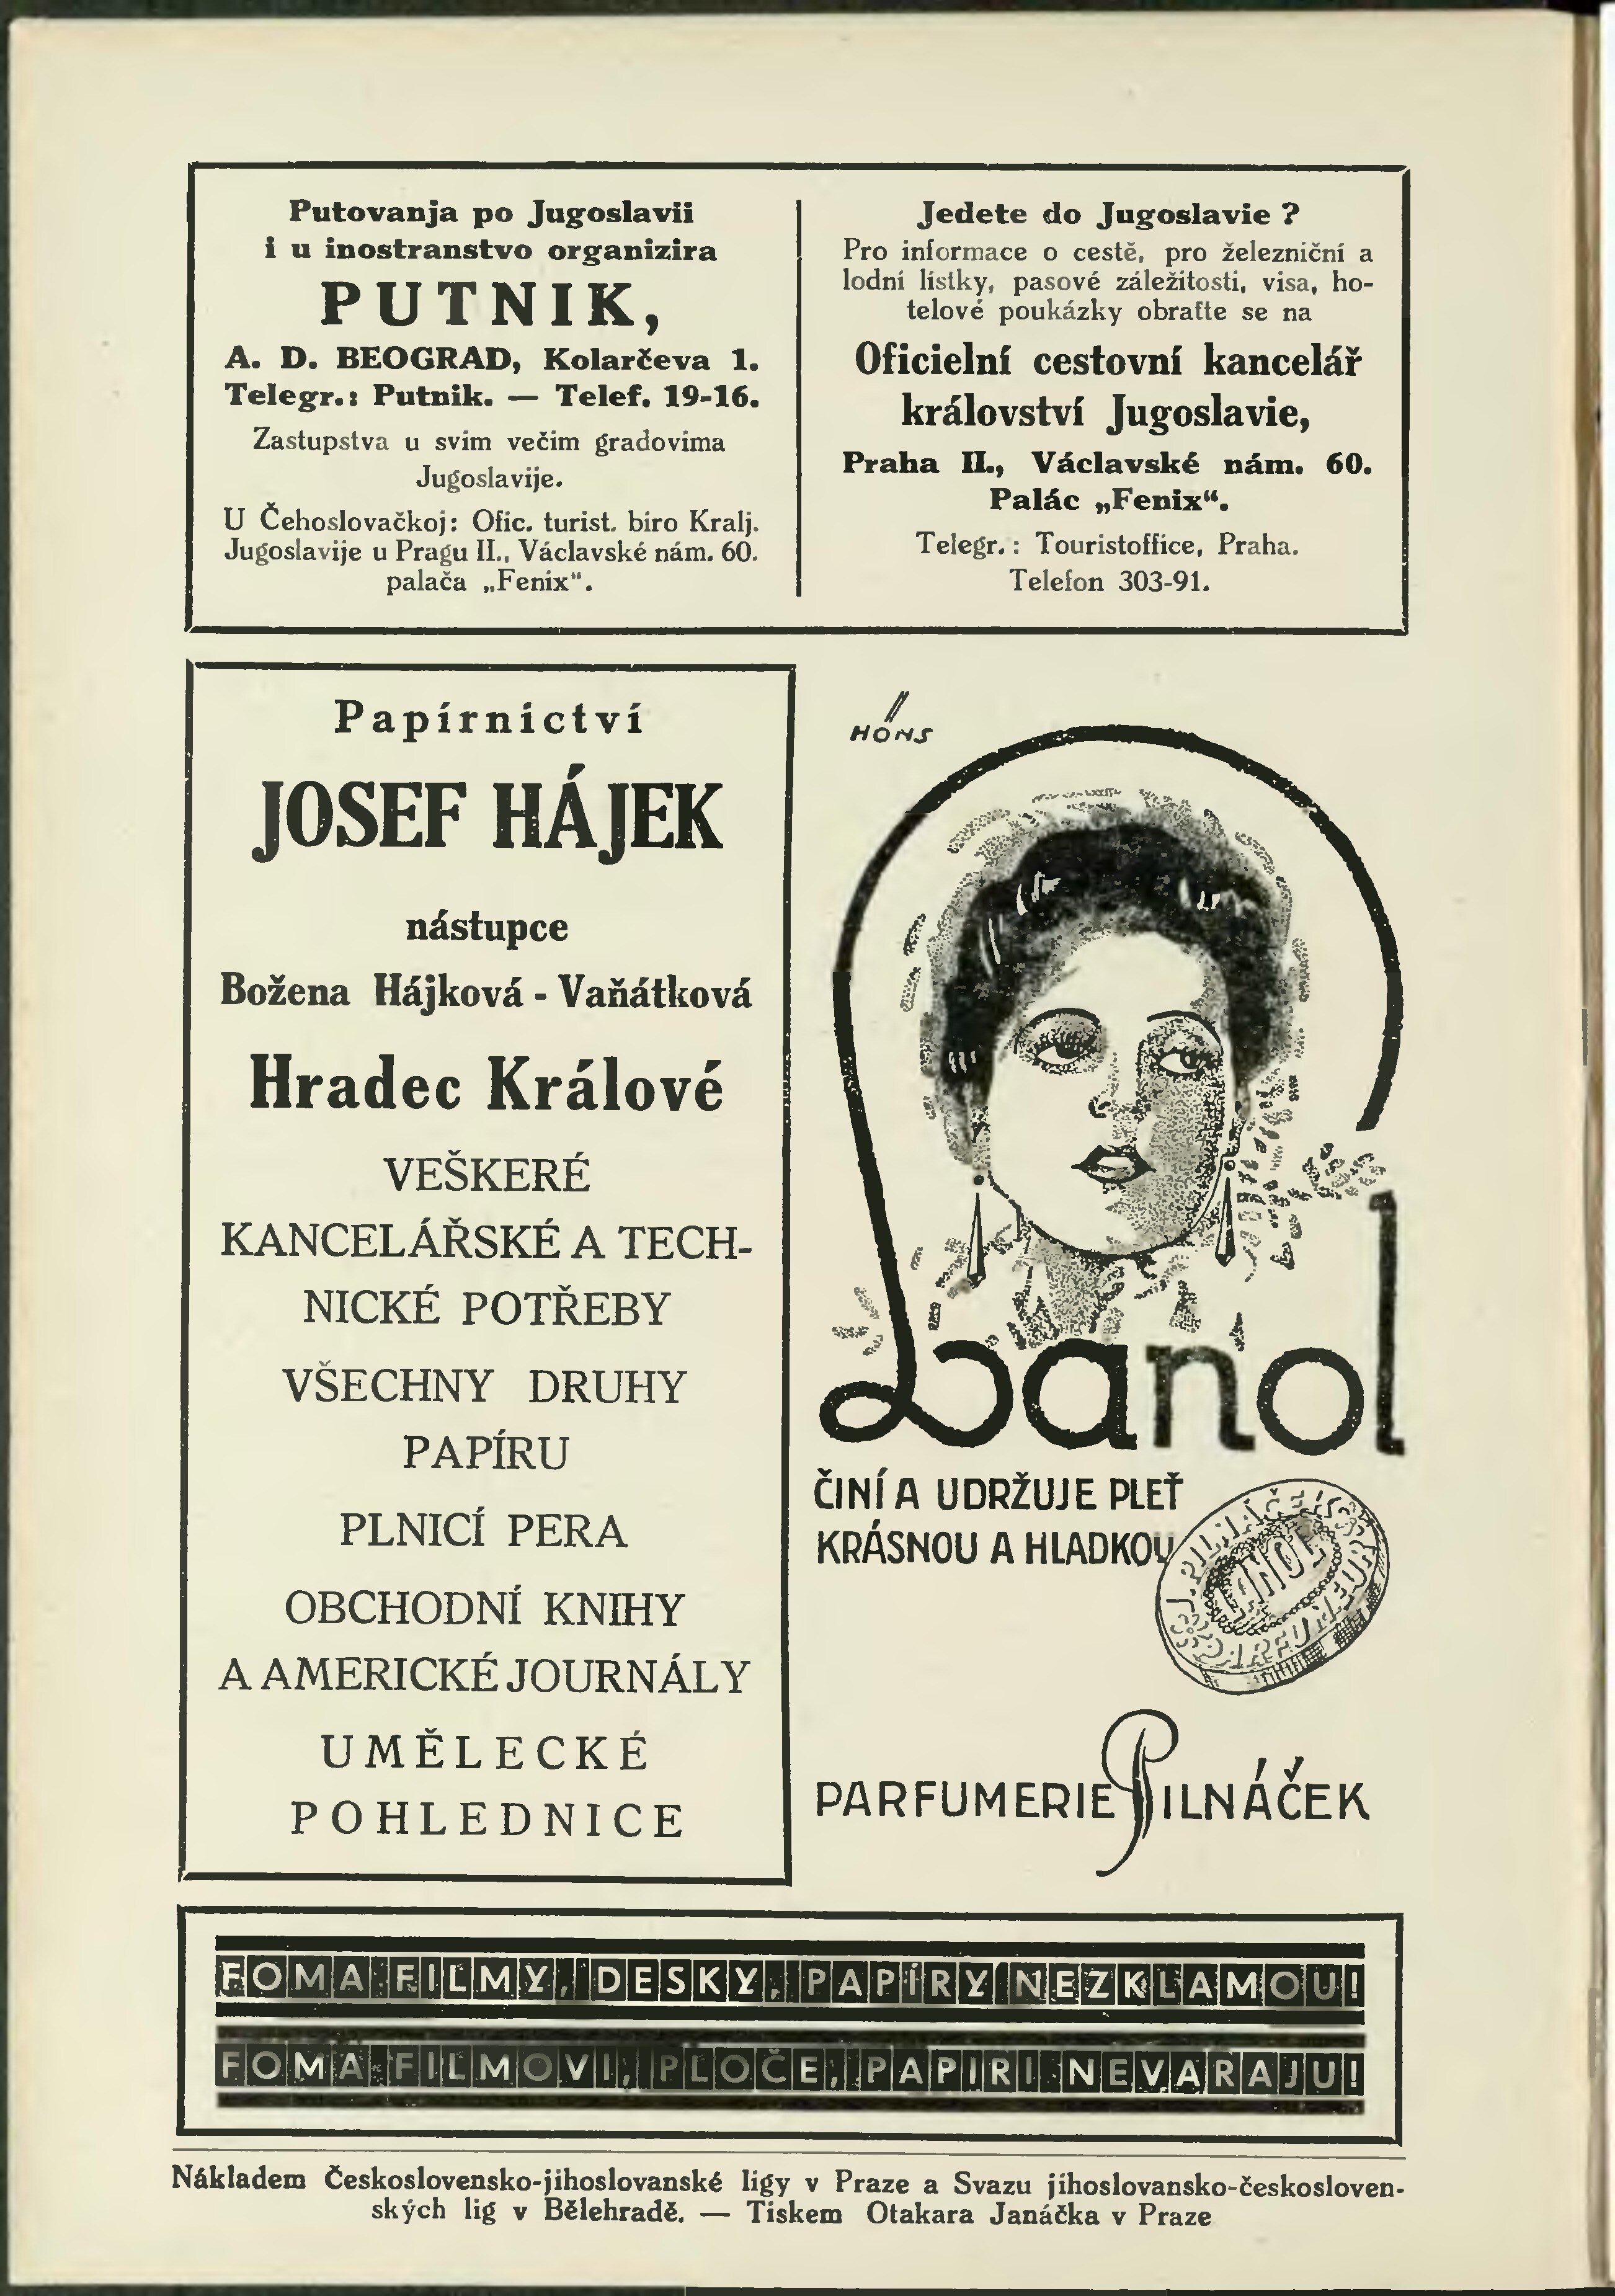 Putovanja po Jugoslavii
i u inostranstvo organizira
PUTNIK,
A. D. BEOGRAD, Kolarčeva 1.
Telegr.: Putnik. — Telef. 19-16.
Zastupstva u svim večim gradovima
Jugoslavije.
U Čehoslovačkoj: Ofic. turist. biro Kralj.
Jugoslavije u Pragu II., Václavské nám. 60.
palača „Fenix“.
Jedete do Jugoslavie ?
Pro informace o cestě, pro železniční a
lodní lístky, pasové záležitosti, visa, ho-
telové poukázky obraťte se na
Oficielní cestovní kancelář
království Jugoslavie,
Praha II., Václavské nám. 60.
Palác „Fenix“.
Telegr. : Touristoffice, Praha.
Telefon 303-91.
Papírnictví
JOSEF HÁJEK
nástupce
Božena Hájková - Vaňátková
Hradec Králové
VEŠKERÉ
KANCELÁŘSKÉ A TECH-
NICKÉ POTŘEBY
VŠECHNY DRUHY
PAPÍRU
PLNICÍ PERA
OBCHODNÍ KNIHY
A AMERICKÉ JOURNÁLY
UMĚLECKÉ
POHLEDNICE
HONS
Lanol
ČINÍ A UDRŽUJE PLEŤ
KRÁSNOU A HLADKOU
J. PILNÁČEK
LANOL
PARFUMEUR
PARFUMERIE PILNÁČEK
FOMA FILMY, DESKY, PAPÍRY NEZKLAMOU!
FOMA FILMOVI, PLOČE, PAPIRI NEVARAJU!
Nákladem Československo-jihoslovanské ligy v Praze a Svazu jihoslovansko-českosloven-
ských lig v Bělehradě. — Tiskem Otakara Janáčka v Praze